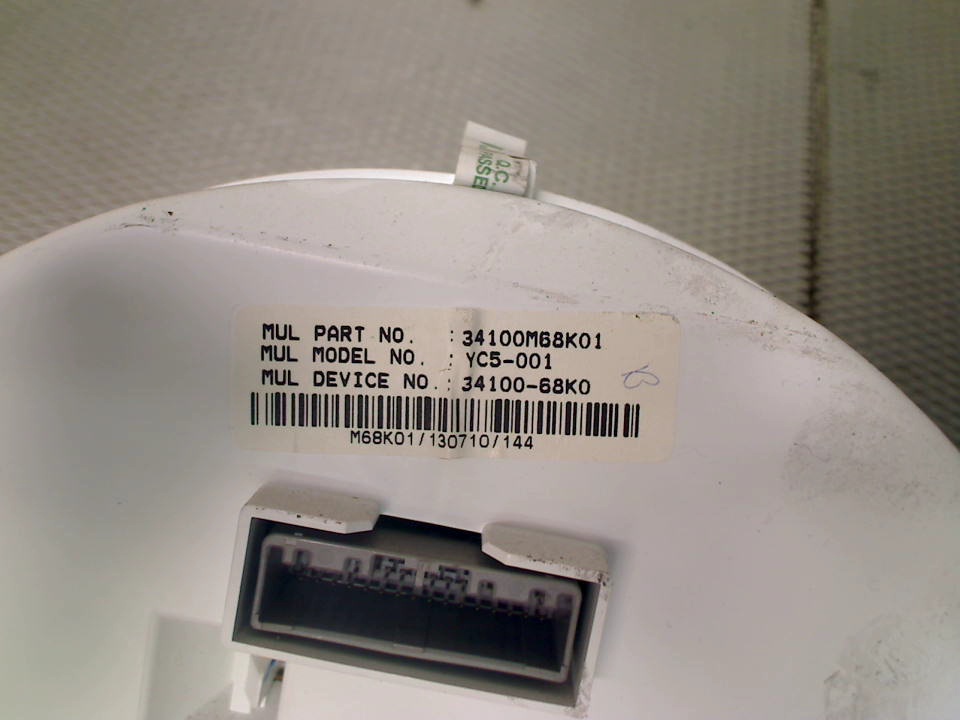 Q.C.
MUL PART NO. : 34100M68K01
MUL MODEL NO. : YC5-001
MUL DEVICE NO. : 34100-68K0
M68K01/130710/144